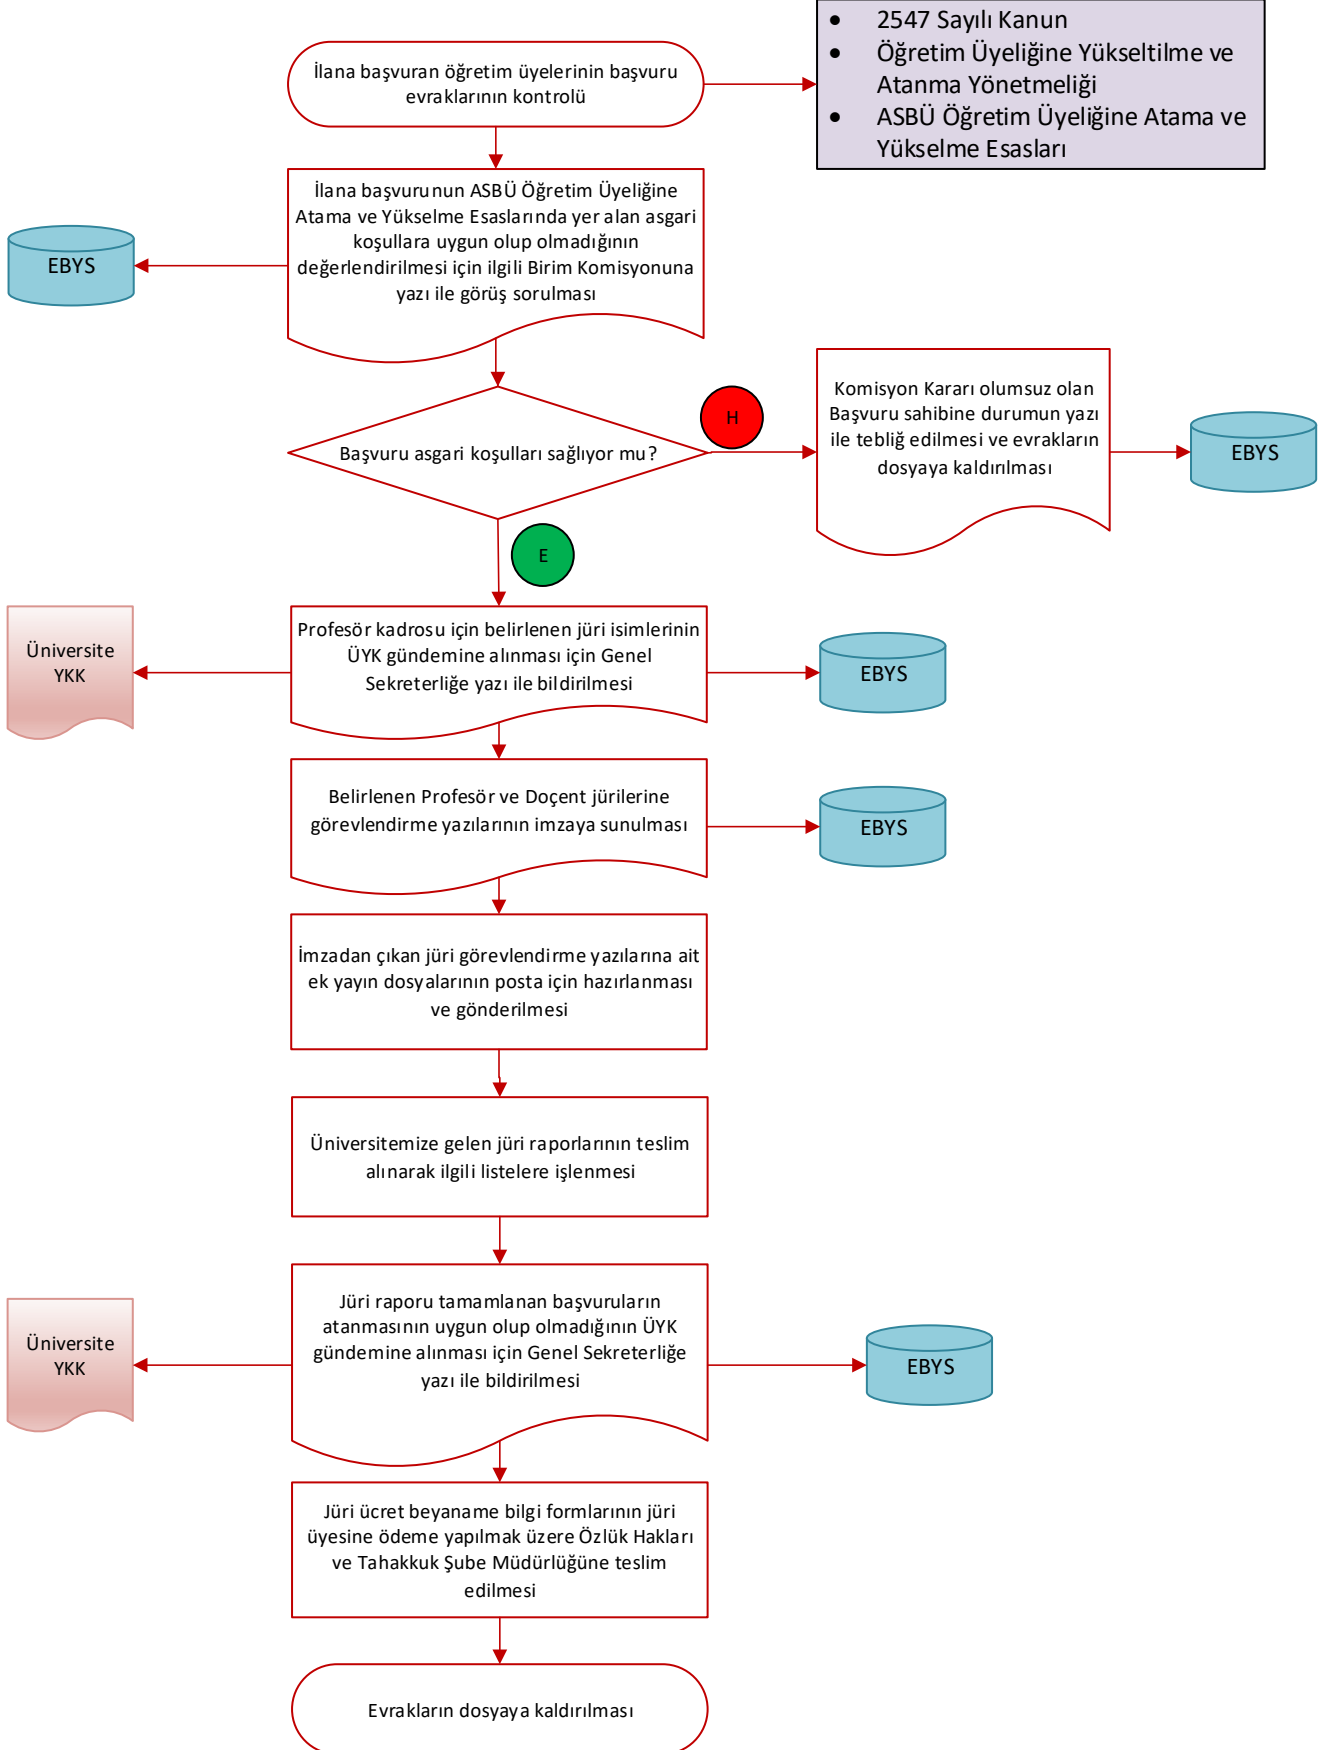 • 2547 Sayılı Kanun
• Öğretim Üyeliğine Yükseltilme ve
Atanma Yönetmeliği
• ASBÜ Öğretim Üyeliğine Atama ve
Yükselme Esasları
İlana başvuran öğretim üyelerinin başvuru
evraklarının kontrolü
İlana başvurunun ASBÜ Öğretim Üyeliğine
Atama ve Yükselme Esaslarında yer alan asgari
koşullara uygun olup olmadığının
değerlendirilmesi için ilgili Birim Komisyonuna
yazı ile görüş sorulması
EBYS
Başvuru asgari koşulları sağlıyor mu?
H
Komisyon Kararı olumsuz olan
Başvuru sahibine durumun yazı
ile tebliğ edilmesi ve evrakların
dosyaya kaldırılması
EBYS
E
Profesör kadrosu için belirlenen jüri isimlerinin
ÜYK gündemine alınması için Genel
Sekreterliğe yazı ile bildirilmesi
Üniversite
YKK
EBYS
Belirlenen Profesör ve Doçent jürilerine
görevlendirme yazılarının imzaya sunulması
EBYS
İmzadan çıkan jüri görevlendirme yazılarına ait
ek yayın dosyalarının posta için hazırlanması
ve gönderilmesi
Üniversitemize gelen jüri raporlarının teslim
alınarak ilgili listelere işlenmesi
Jüri raporu tamamlanan başvuruların
atanmasının uygun olup olmadığının ÜYK
gündemine alınması için Genel Sekreterliğe
yazı ile bildirilmesi
Üniversite
YKK
EBYS
Jüri ücret beyaname bilgi formlarının jüri
üyesine ödeme yapılmak üzere Özlük Hakları
ve Tahakkuk Şube Müdürlüğüne teslim
edilmesi
Evrakların dosyaya kaldırılması